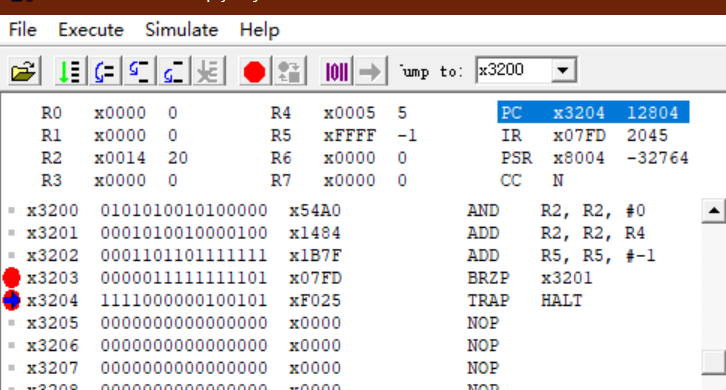 File Execute Simulate Help
Jump to: x3200
R0 x0000 0 R4 x0005 5 PC x3204 12804
R1 x0000 0 R5 xFFFF -1 IR x07FD 2045
R2 x0014 20 R6 x0000 0 PSR x8004 -32764
R3 x0000 0 R7 x0000 0 CC N
x3200 0101010010100000 x54A0 AND R2, R2, #0
x3201 0001010010000100 x1484 ADD R2, R2, R4
x3202 0001101101111111 x1B7F ADD R5, R5, #-1
x3203 0000011111111101 x07FD BRZP x3201
x3204 1111000000100101 xF025 TRAP HALT
x3205 0000000000000000 x0000 NOP
x3206 0000000000000000 x0000 NOP
x3207 0000000000000000 x0000 NOP
x3208 0000000000000000 x0000 NOP